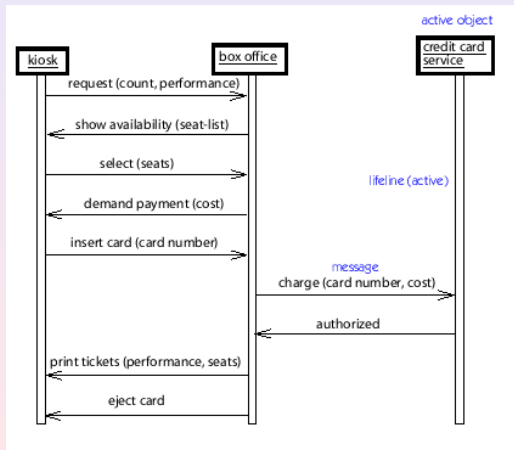 active object
kiosk
box office
credit card
service
request (count, performance)
show availability (seat-list)
select (seats)
lifeline (active)
demand payment (cost)
insert card (card number)
message
charge (card number, cost)
authorized
print tickets (performance, seats)
eject card